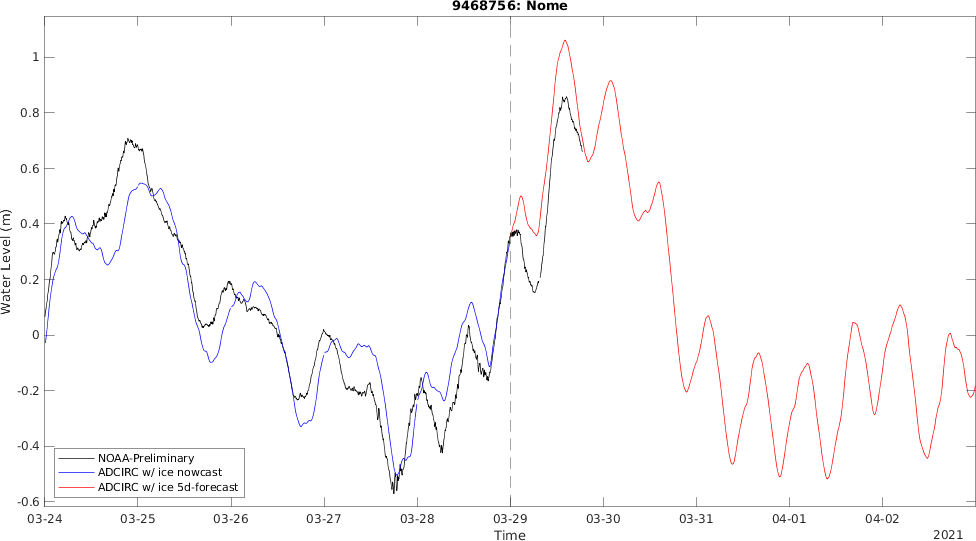 9468756: Nome
Water Level (m)
1
0.8
0.6
0.4
0.2
0
-0.2
-0.4
-0.6
NOAA-Preliminary
ADCIRC w/ ice nowcast
ADCIRC w/ ice 5d-forecast
03-24 03-25 03-26 03-27 03-28 03-29 03-30 03-31 04-01 04-02
Time
2021